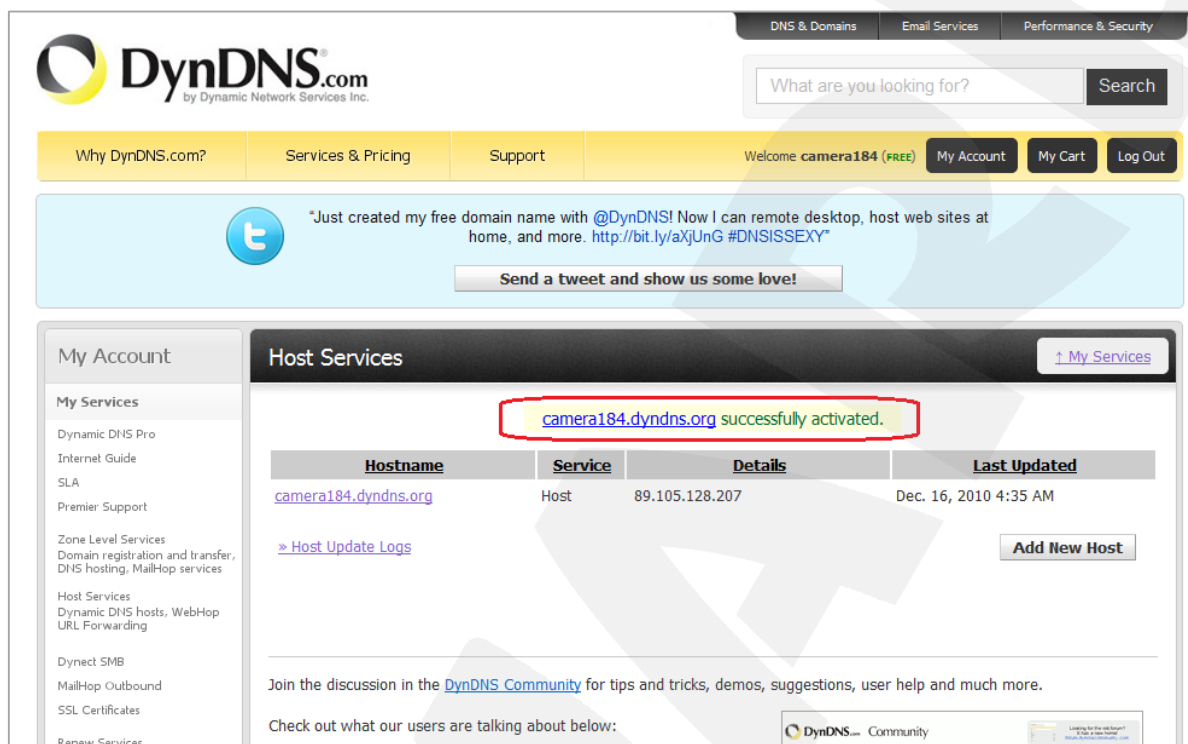 DNS & Domains Email Services Performance & Security
DynDNS.com
by Dynamic Network Services Inc.
What are you looking for? Search
Why DynDNS.com? Services & Pricing Support Welcome camera184 (FREE) My Account My Cart Log Out
"Just created my free domain name with @DynDNS! Now I can remote desktop, host web sites at
home, and more. http://bit.ly/aXjUnG #DNSISSEXY"
Send a tweet and show us some love!
My Account
My Services
Dynamic DNS Pro
Internet Guide
SLA
Premier Support
Zone Level Services
Domain registration and transfer,
DNS hosting, MailHop services
Host Services
Dynamic DNS hosts, WebHop
URL Forwarding
Dynect SMB
MailHop Outbound
SSL Certificates
Renew Services
Host Services ↑ My Services
camera184.dyndns.org successfully activated.
Hostname Service Details Last Updated
camera184.dyndns.org Host 89.105.128.207 Dec. 16, 2010 4:35 AM
» Host Update Logs Add New Host
Join the discussion in the DynDNS Community for tips and tricks, demos, suggestions, user help and much more.
Check out what our users are talking about below:
DynDNS.com Community